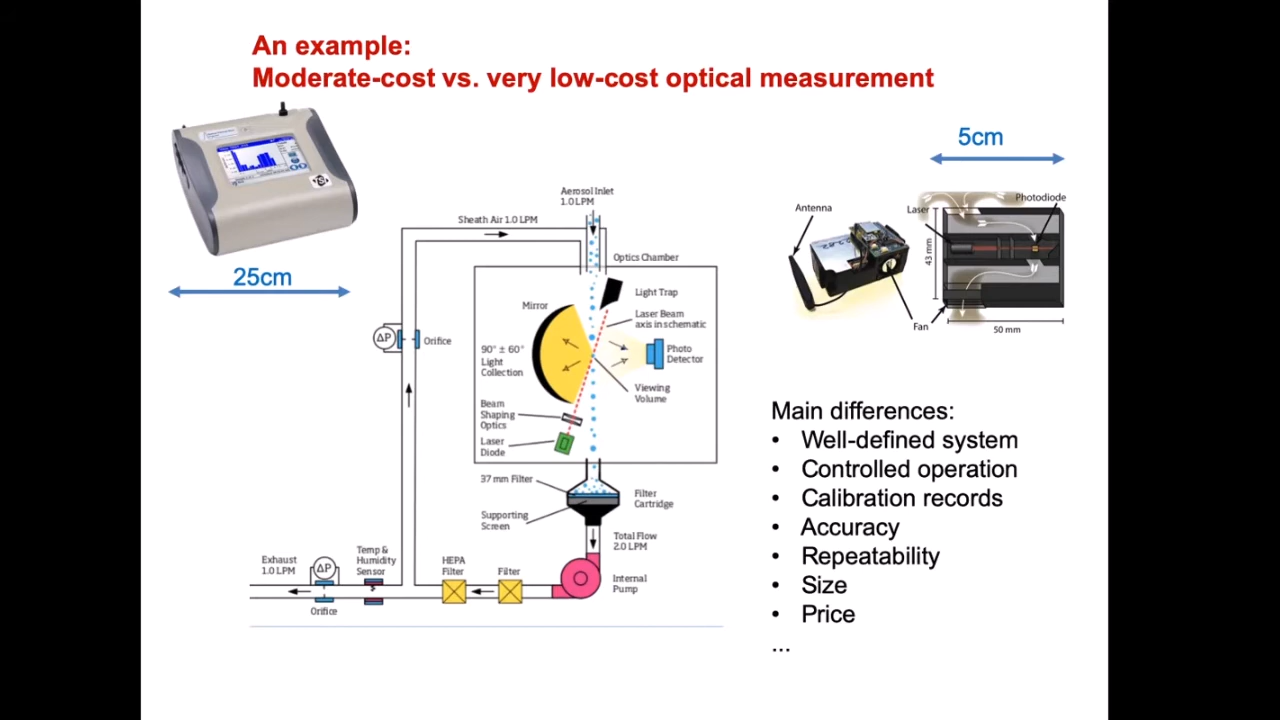 An example:
Moderate-cost vs. very low-cost optical measurement
25cm
5cm
Aerosol Inlet
1.0 LPM
Sheath Air 1.0 LPM
Optics Chamber
Light Trap
Mirror
Laser Beam
axis in schematic
ΔP
Orifice
90° ± 60°
Light
Collection
Photo
Detector
Viewing
Volume
Beam
Shaping
Optics
Laser
Diode
37 mm Filter
Filter
Cartridge
Supporting
Screen
Total Flow
2.0 LPM
Exhaust
1.0 LPM
ΔP
Temp &
Humidity
Sensor
HEPA
Filter
Filter
Internal
Pump
Orifice
Antenna
Laser
Photodiode
43 mm
Fan
50 mm
Main differences:
• Well-defined system
• Controlled operation
• Calibration records
• Accuracy
• Repeatability
• Size
• Price
...
TSI